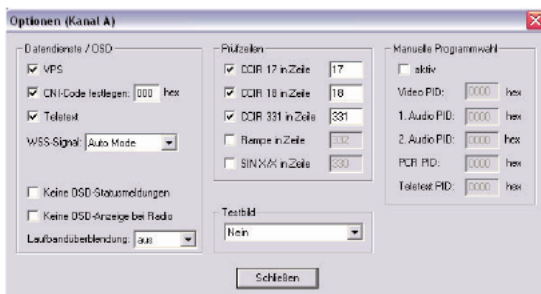 Optionen (Kanal A)
Datendienste / OSD
VPS
CNI-Code festlegen: 000 hex
Teletext
WSS-Signal: Auto Mode
Keine OSD-Statusmeldungen
Keine OSD-Anzeige bei Radio
Laufbandüberblendung: aus
Prüfzeilen
CCIR 17 in Zeile 17
CCIR 18 in Zeile 18
CCIR 331 in Zeile 331
Rampe in Zeile 332
SIN X/X in Zeile 330
Testbild
Nein
Manuelle Programmwahl
aktiv
Video PID: 0000 hex
1. Audio PID: 0000 hex
2. Audio PID: 0000 hex
PCR PID: 0000 hex
Teletext PID: 0000 hex
Schließen